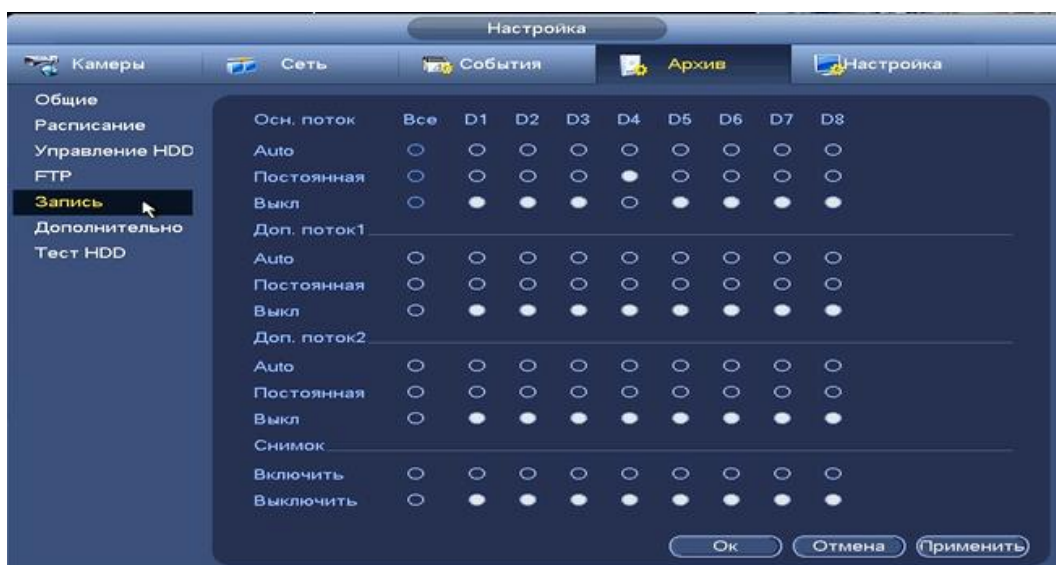 Настройка
Камеры Сеть События Архив Настройка
Общие
Расписание
Управление HDD
FTP
Запись
Дополнительно
Тест HDD
Осн. поток Все D1 D2 D3 D4 D5 D6 D7 D8
Auto
Постоянная
Выкл
Доп. поток1
Auto
Постоянная
Выкл
Доп. поток2
Auto
Постоянная
Выкл
Снимок
Включить
Выключить
Ок Отмена Применить